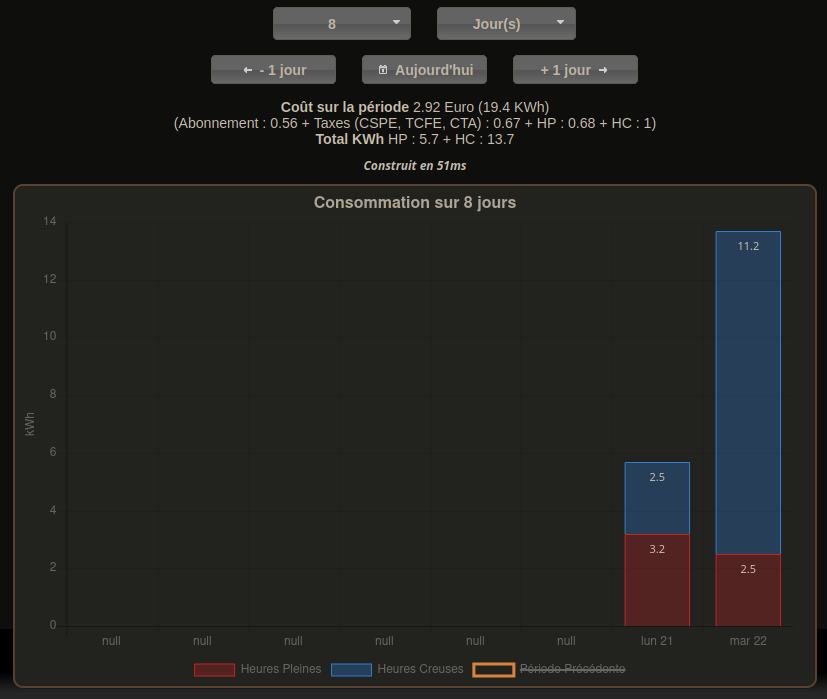 8 Jour(s)
← - 1 jour Aujourd'hui + 1 jour →
Coût sur la période 2.92 Euro (19.4 KWh)
(Abonnement : 0.56 + Taxes (CSPE, TCFE, CTA) : 0.67 + HP : 0.68 + HC : 1)
Total KWh HP : 5.7 + HC : 13.7
Construit en 51ms
Consommation sur 8 jours
14
11.2
12
10
8
kWh
6
2.5
4
3.2
2
2.5
0
null null null null null null lun 21 mar 22
Heures Pleines Heures Creuses Période Précédente